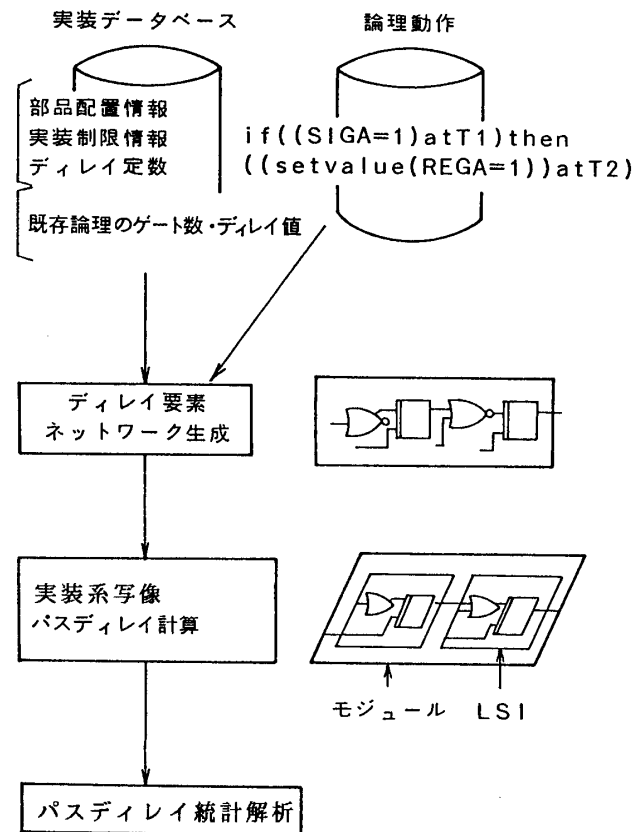 実装データベース
論理動作
部品配置情報
実装制限情報
ディレイ定数
if((SIGA=1)atT1)then
((setvalue(REGA=1))atT2)
既存論理のゲート数・ディレイ値
ディレイ要素
ネットワーク生成
実装系写像
パスディレイ計算
モジュール
LSI
パスディレイ統計解析